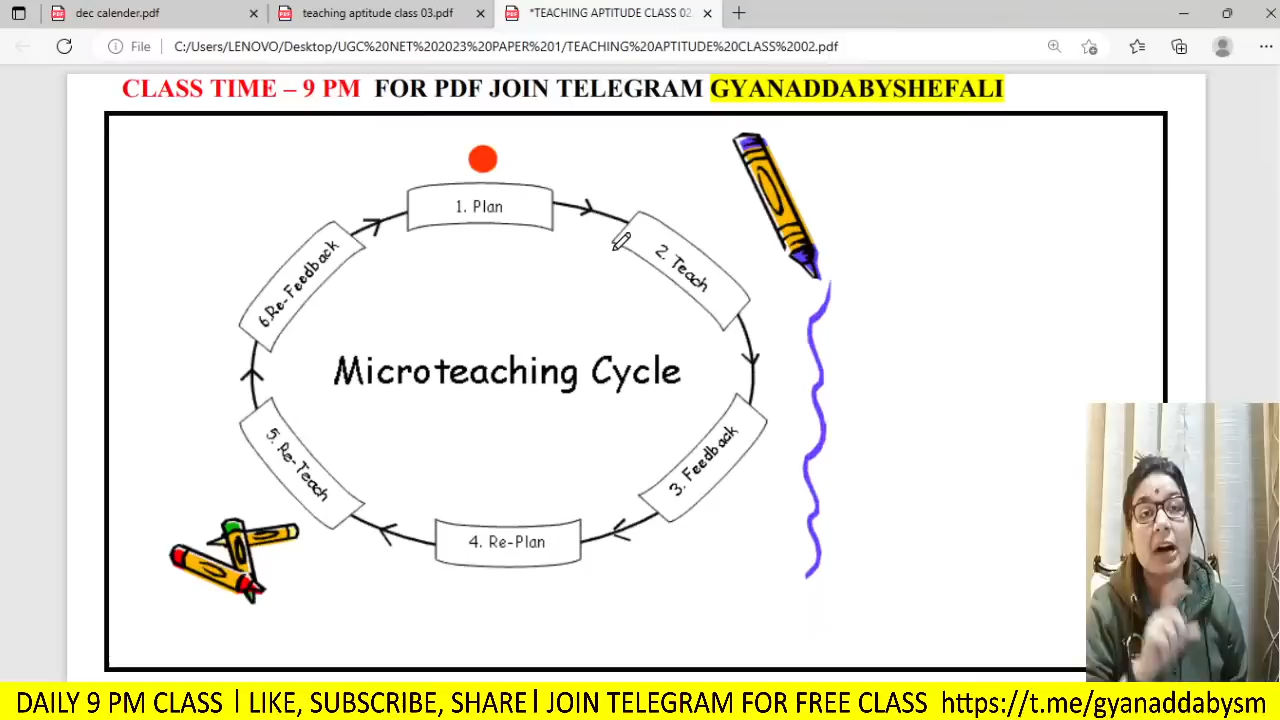 dec calender.pdf
teaching aptitude class 03.pdf
*TEACHING APTITUDE CLASS 02.
File
C:/Users/LENOVO/Desktop/UGC%20NET%202023%20PAPER%201/TEACHING%20APTITUDE%20CLASS%2002.pdf
CLASS TIME – 9 PM FOR PDF JOIN TELEGRAM GYANADDABYSHEFALI
1. Plan
2. Teach
3. Feedback
4. Re-Plan
5. Re-Teach
6.Re-Feedback
Microteaching Cycle
DAILY 9 PM CLASS | LIKE, SUBSCRIBE, SHARE| JOIN TELEGRAM FOR FREE CLASS https://t.me/gyanaddabysm